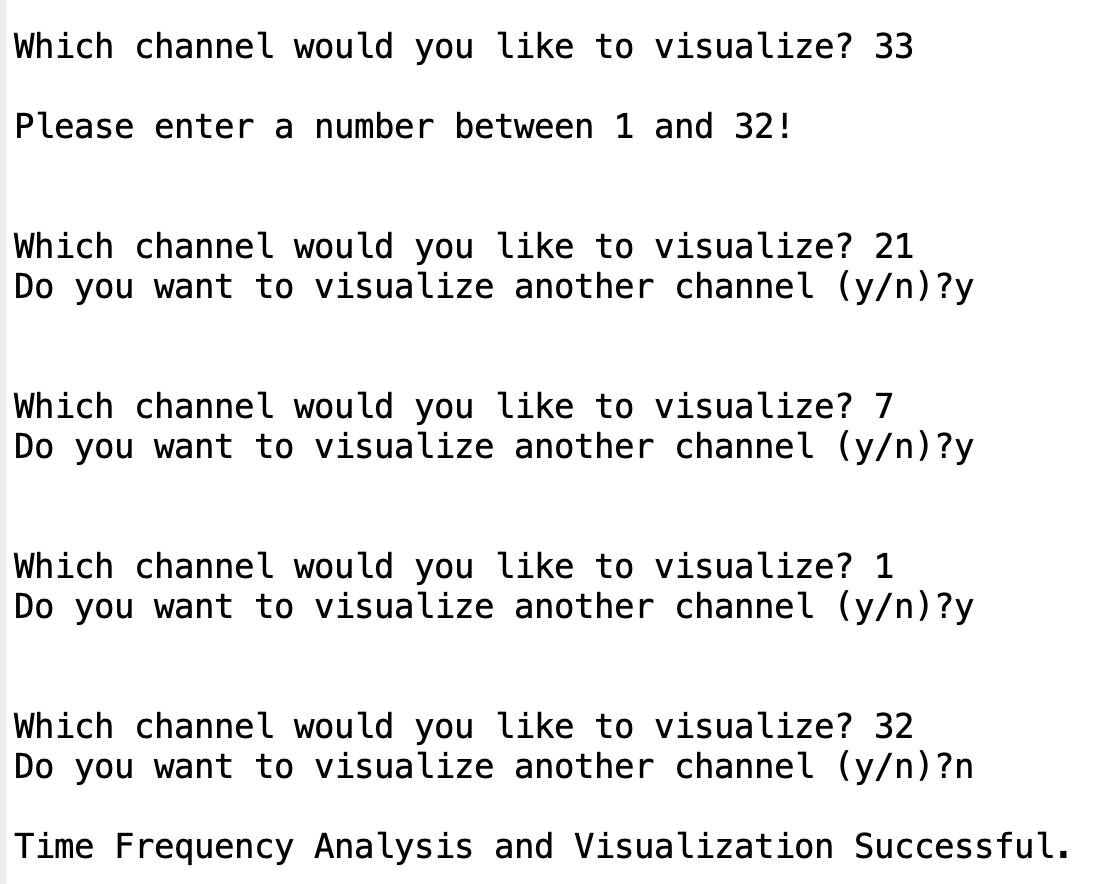 Which channel would you like to visualize? 33
Please enter a number between 1 and 32!
Which channel would you like to visualize? 21
Do you want to visualize another channel (y/n)?y
Which channel would you like to visualize? 7
Do you want to visualize another channel (y/n)?y
Which channel would you like to visualize? 1
Do you want to visualize another channel (y/n)?y
Which channel would you like to visualize? 32
Do you want to visualize another channel (y/n)?n
Time Frequency Analysis and Visualization Successful.